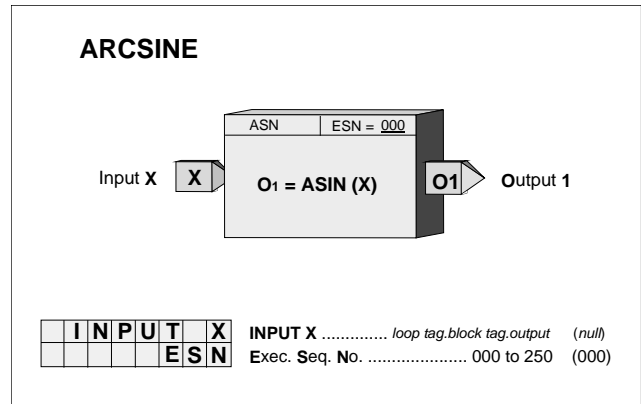 ARCSINE
ASN ESN = 000
Input X X O1 = ASIN (X) O1 Output 1
INPUT X INPUT X .............. loop tag.block tag.output (null)
ESN Exec. Seq. No. ..................... 000 to 250 (000)